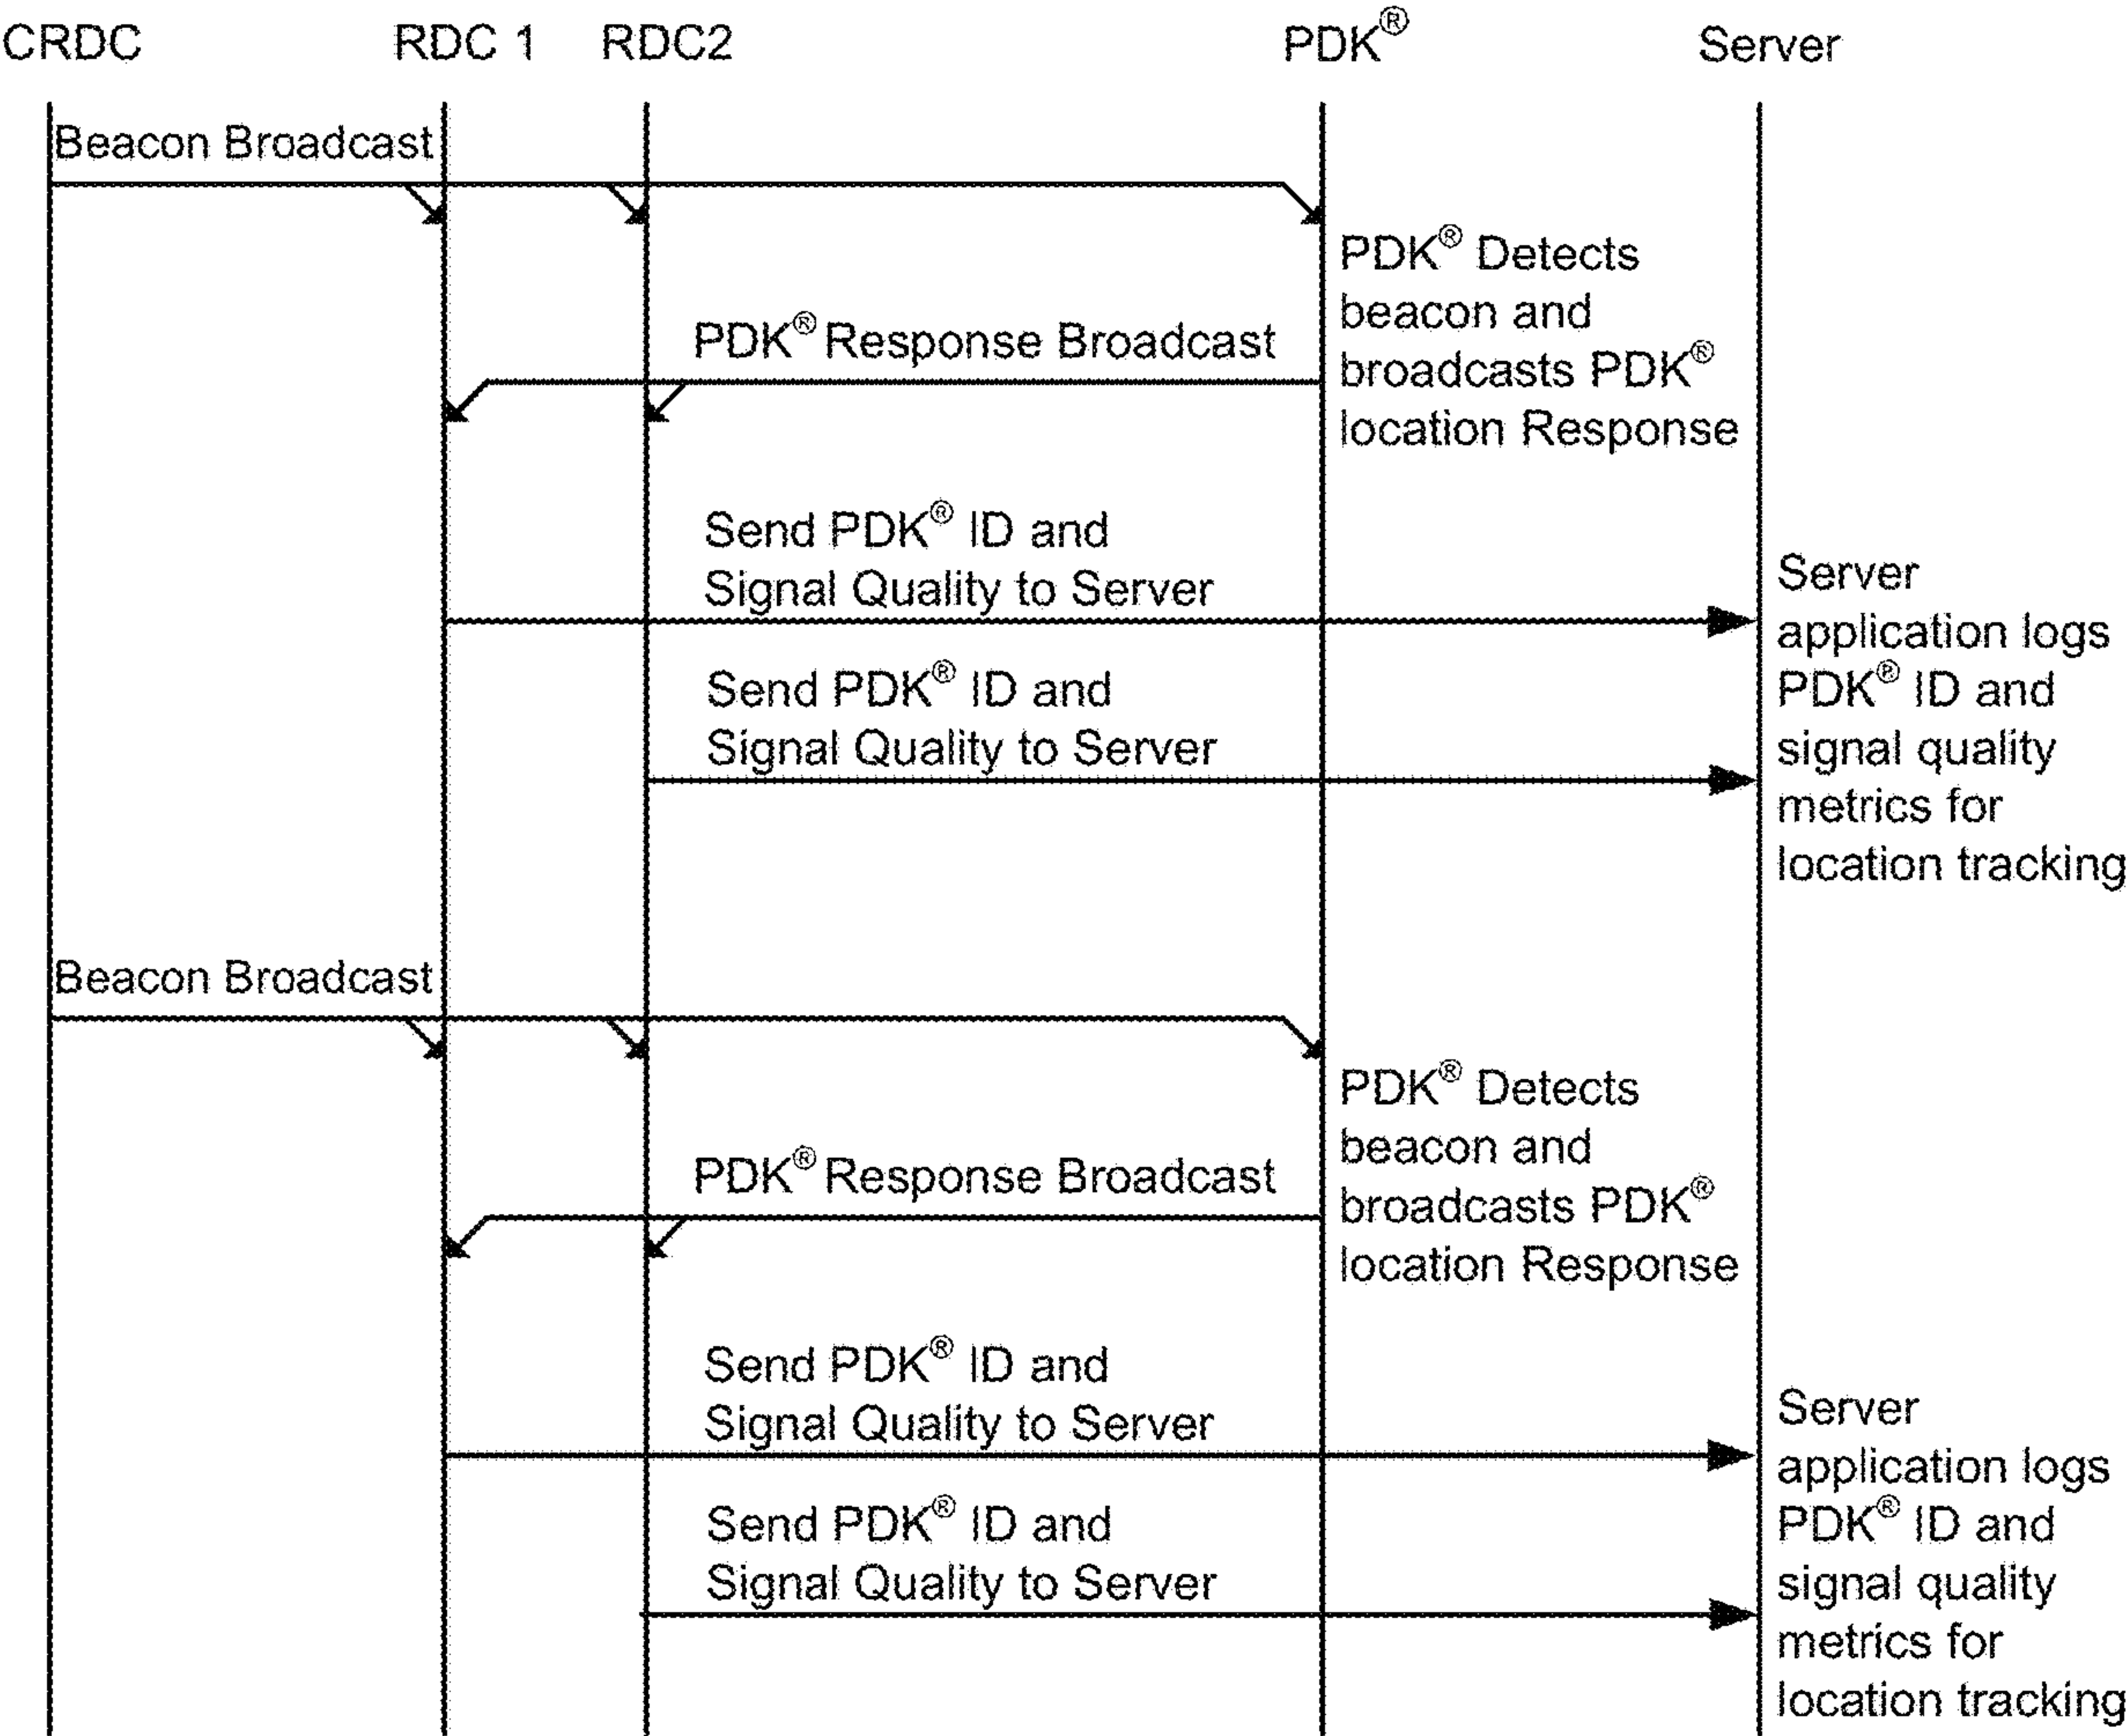 CRDC RDC 1 RDC2 PDK® Server
Beacon Broadcast
PDK® Detects
beacon and
broadcasts PDK®
location Response
PDK® Response Broadcast
Send PDK® ID and
Signal Quality to Server
Send PDK® ID and
Signal Quality to Server
Server
application logs
PDK® ID and
signal quality
metrics for
location tracking
Beacon Broadcast
PDK® Detects
beacon and
broadcasts PDK®
location Response
PDK® Response Broadcast
Send PDK® ID and
Signal Quality to Server
Send PDK® ID and
Signal Quality to Server
Server
application logs
PDK® ID and
signal quality
metrics for
location tracking